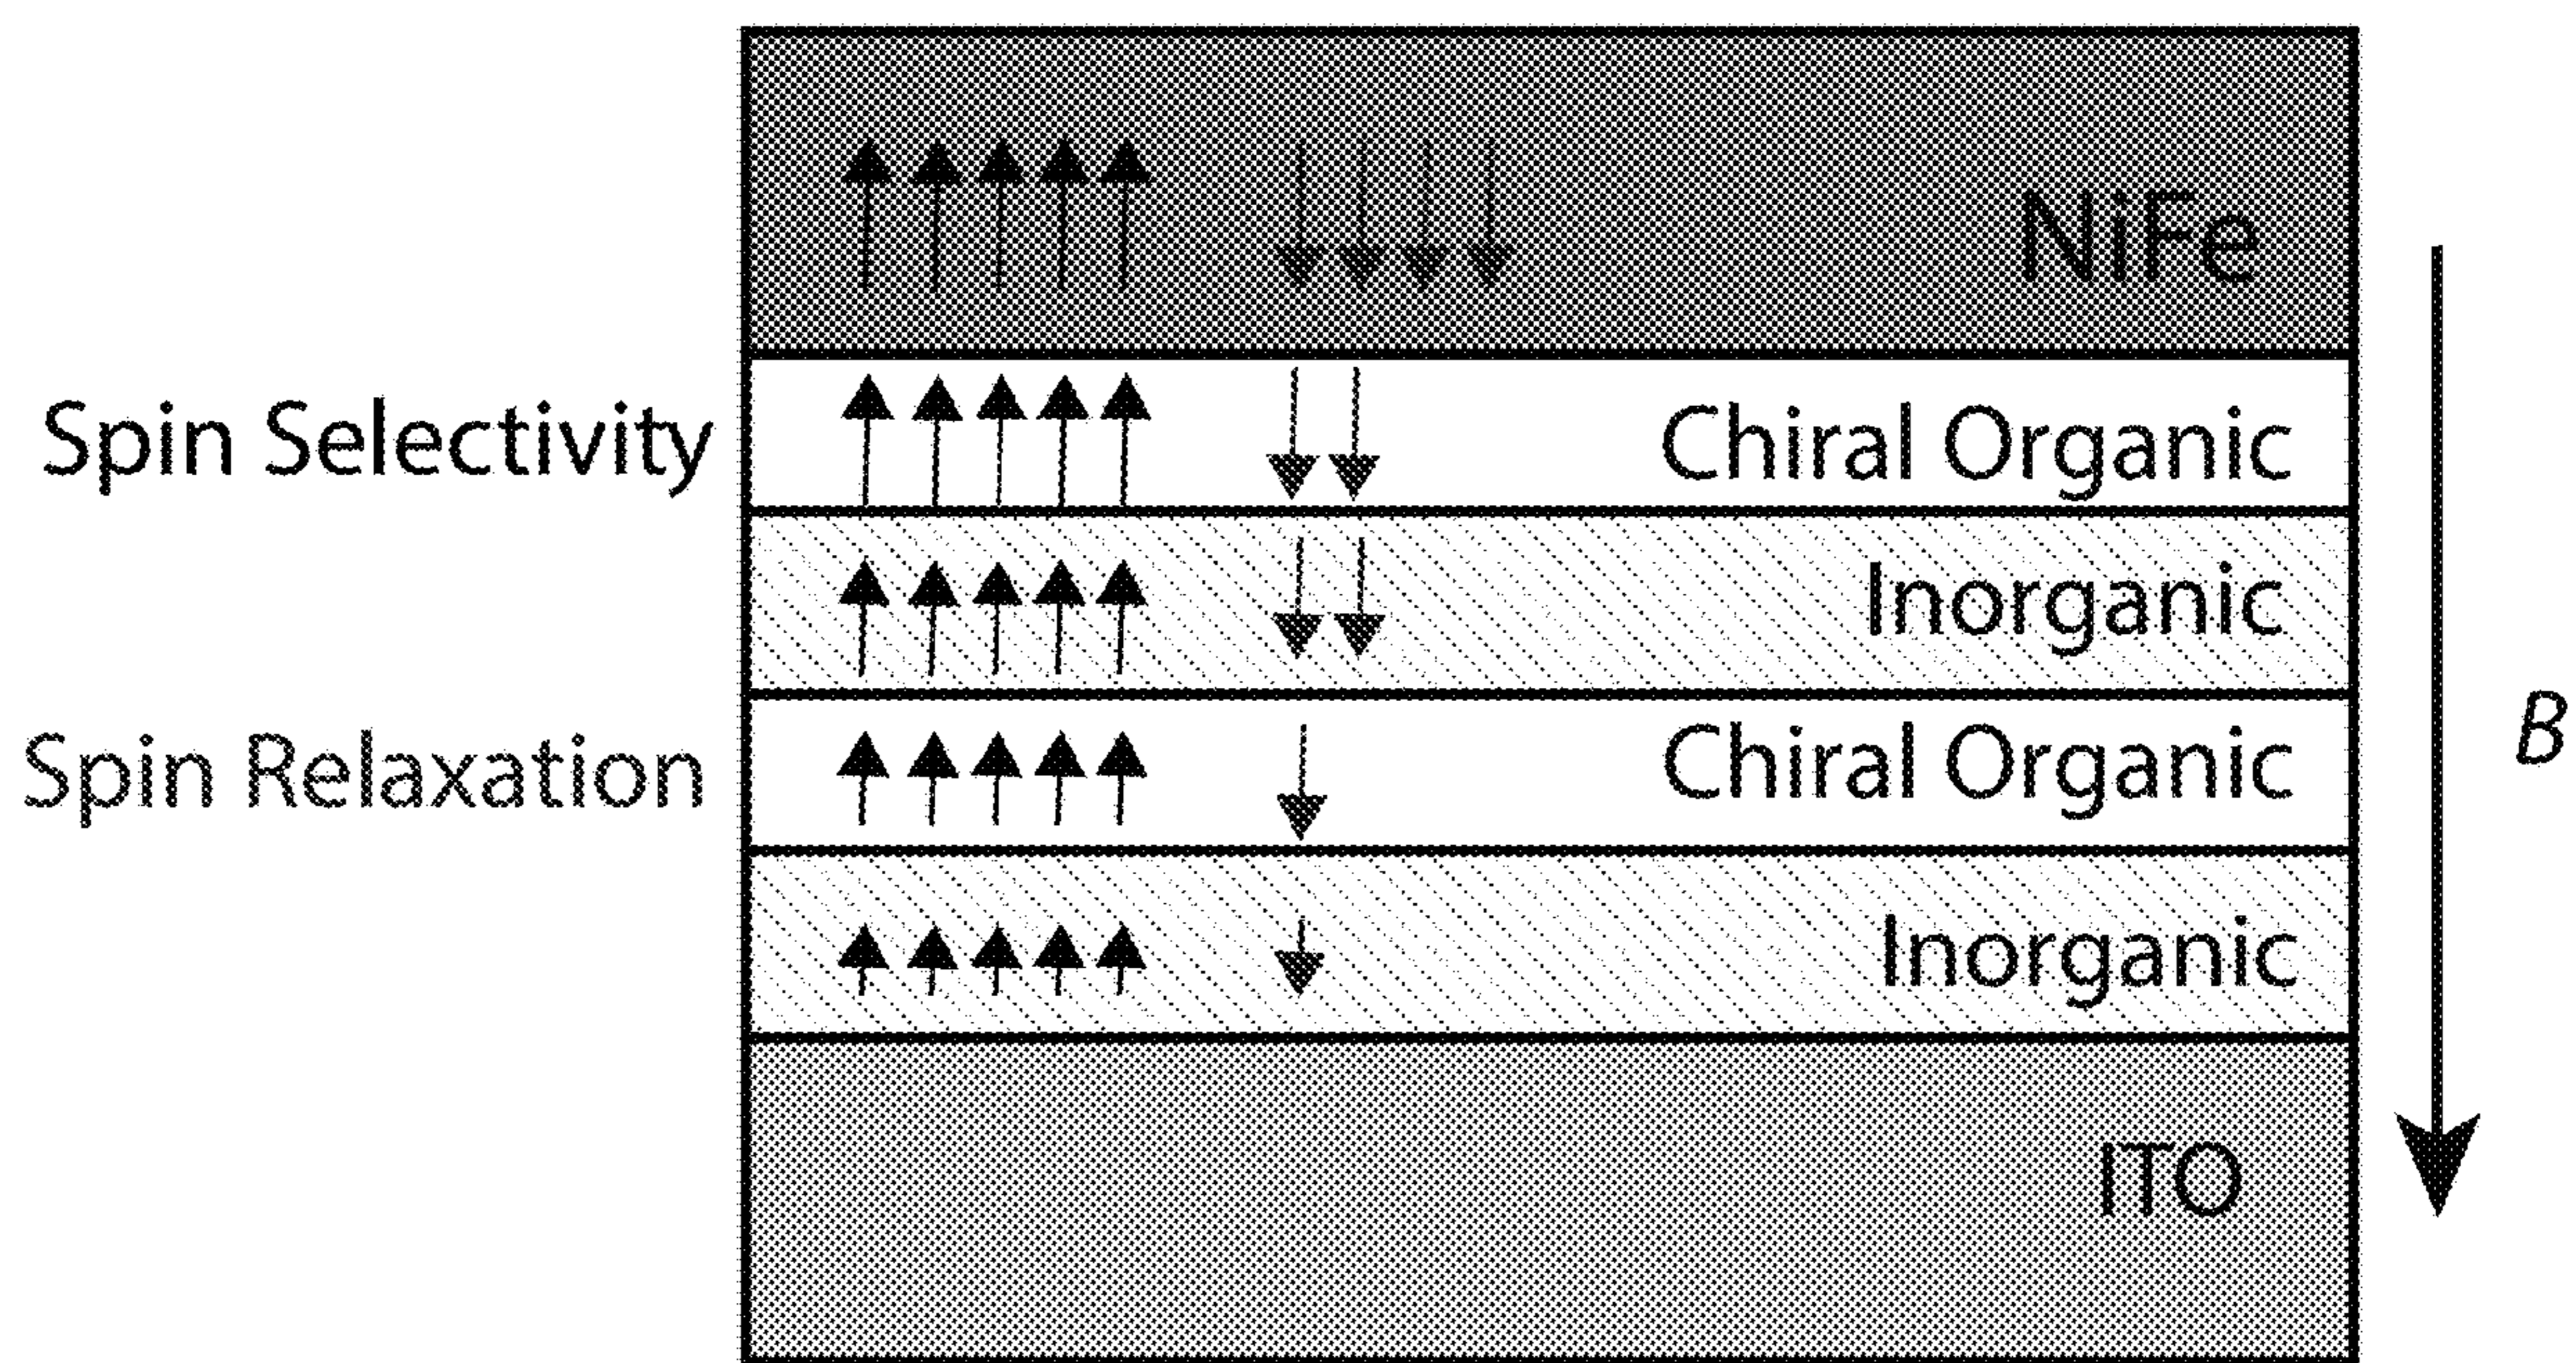 NiFe
Spin Selectivity
Chiral Organic
Inorganic
B
Spin Relaxation
Chiral Organic
Inorganic
ITO